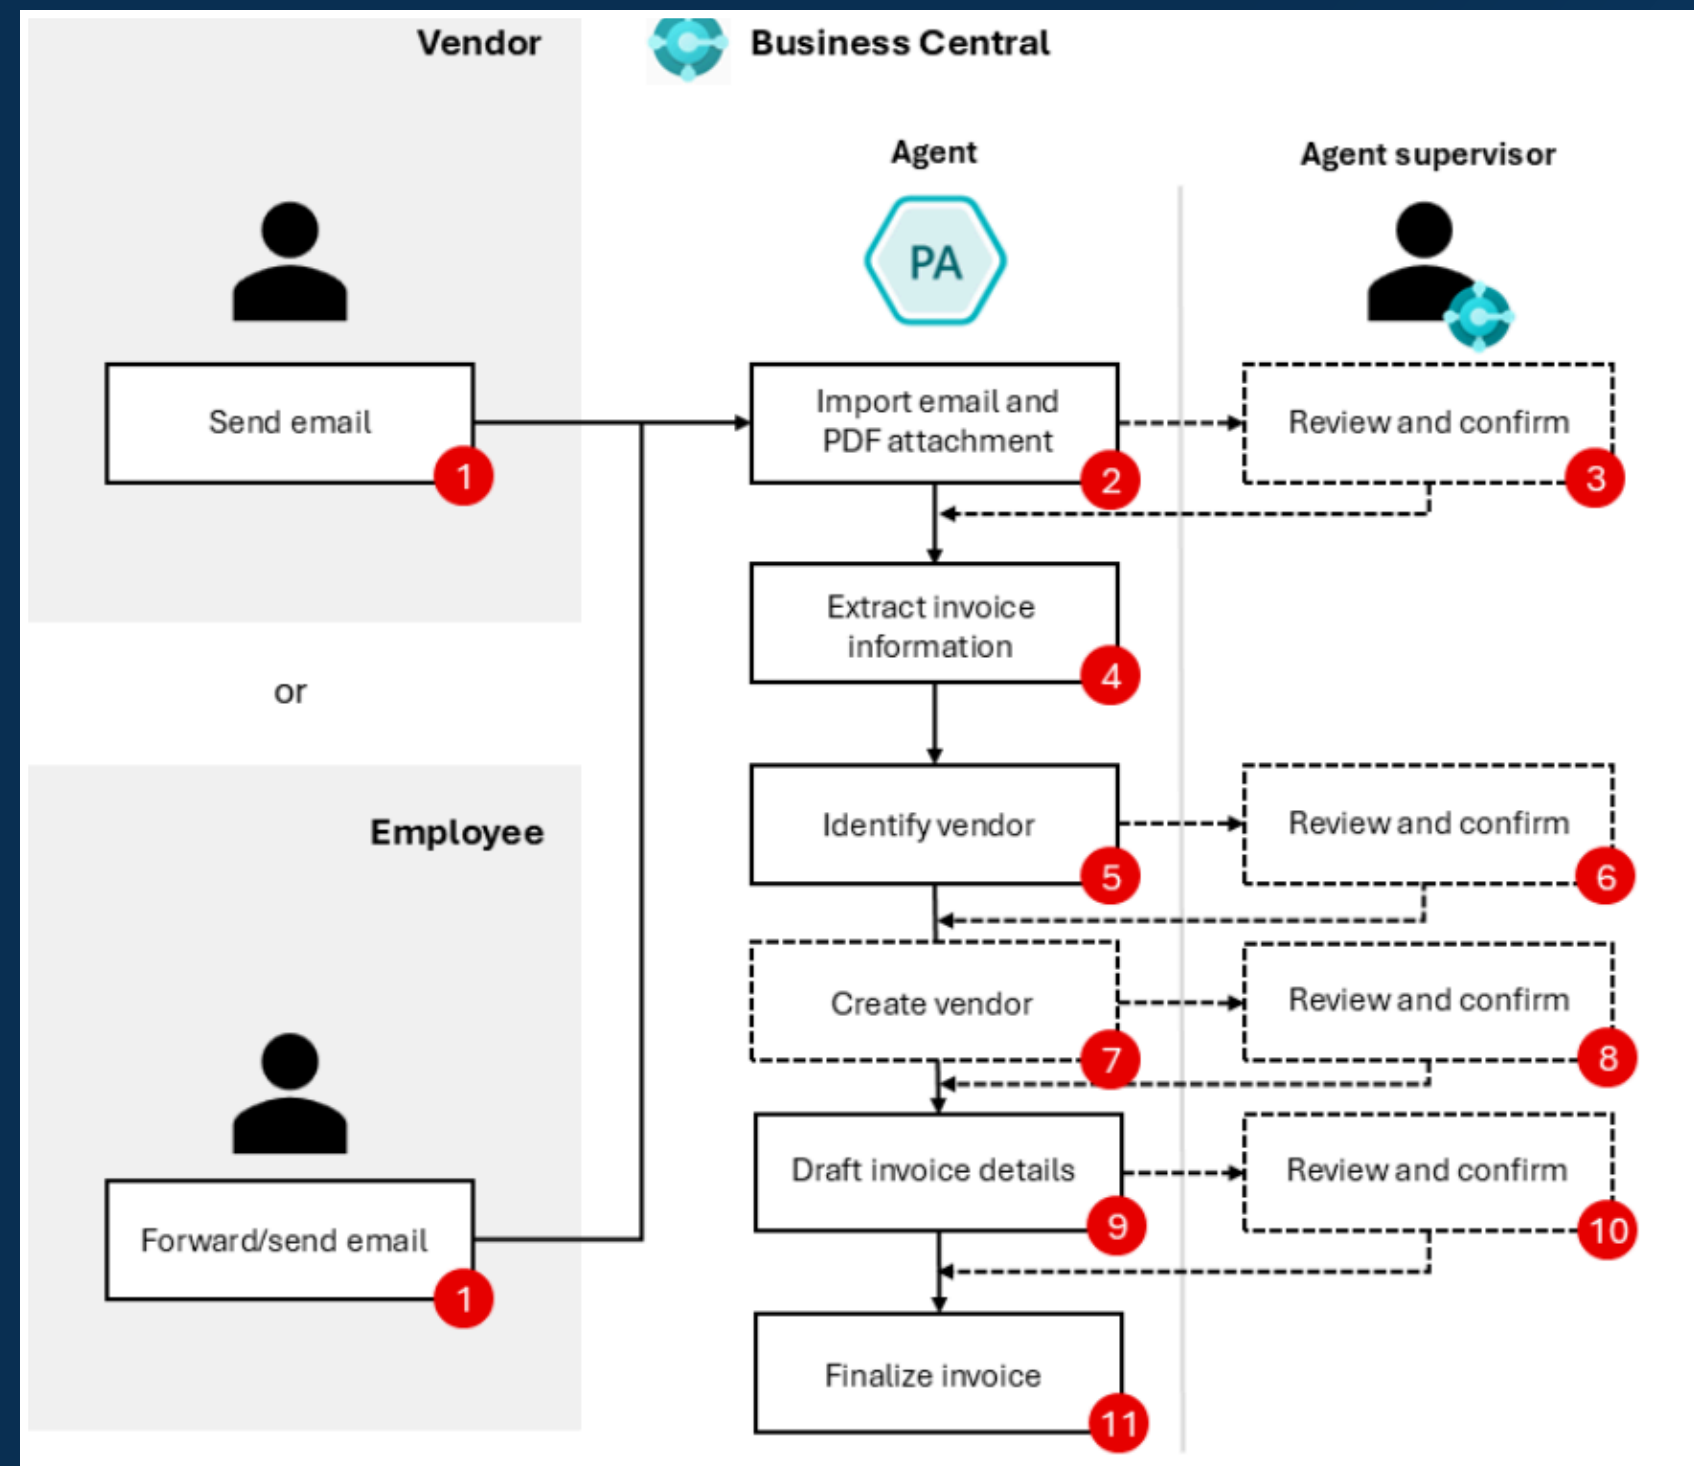 Vendor
Business Central
Agent
Agent supervisor
PA
Send email
1
Import email and
PDF attachment
2
Review and confirm
3
Extract invoice
information
4
or
Employee
Identify vendor
5
Review and confirm
6
Create vendor
7
Review and confirm
8
Forward/send email
1
Draft invoice details
9
Review and confirm
10
Finalize invoice
11